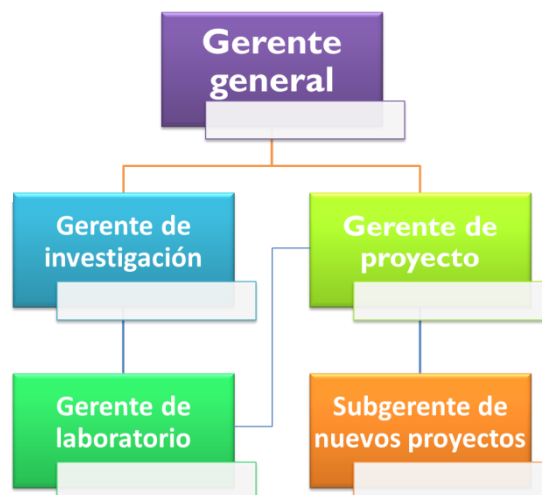 Gerente
general
Gerente de
investigación
Gerente de
proyecto
Gerente de
laboratorio
Subgerente de
nuevos proyectos